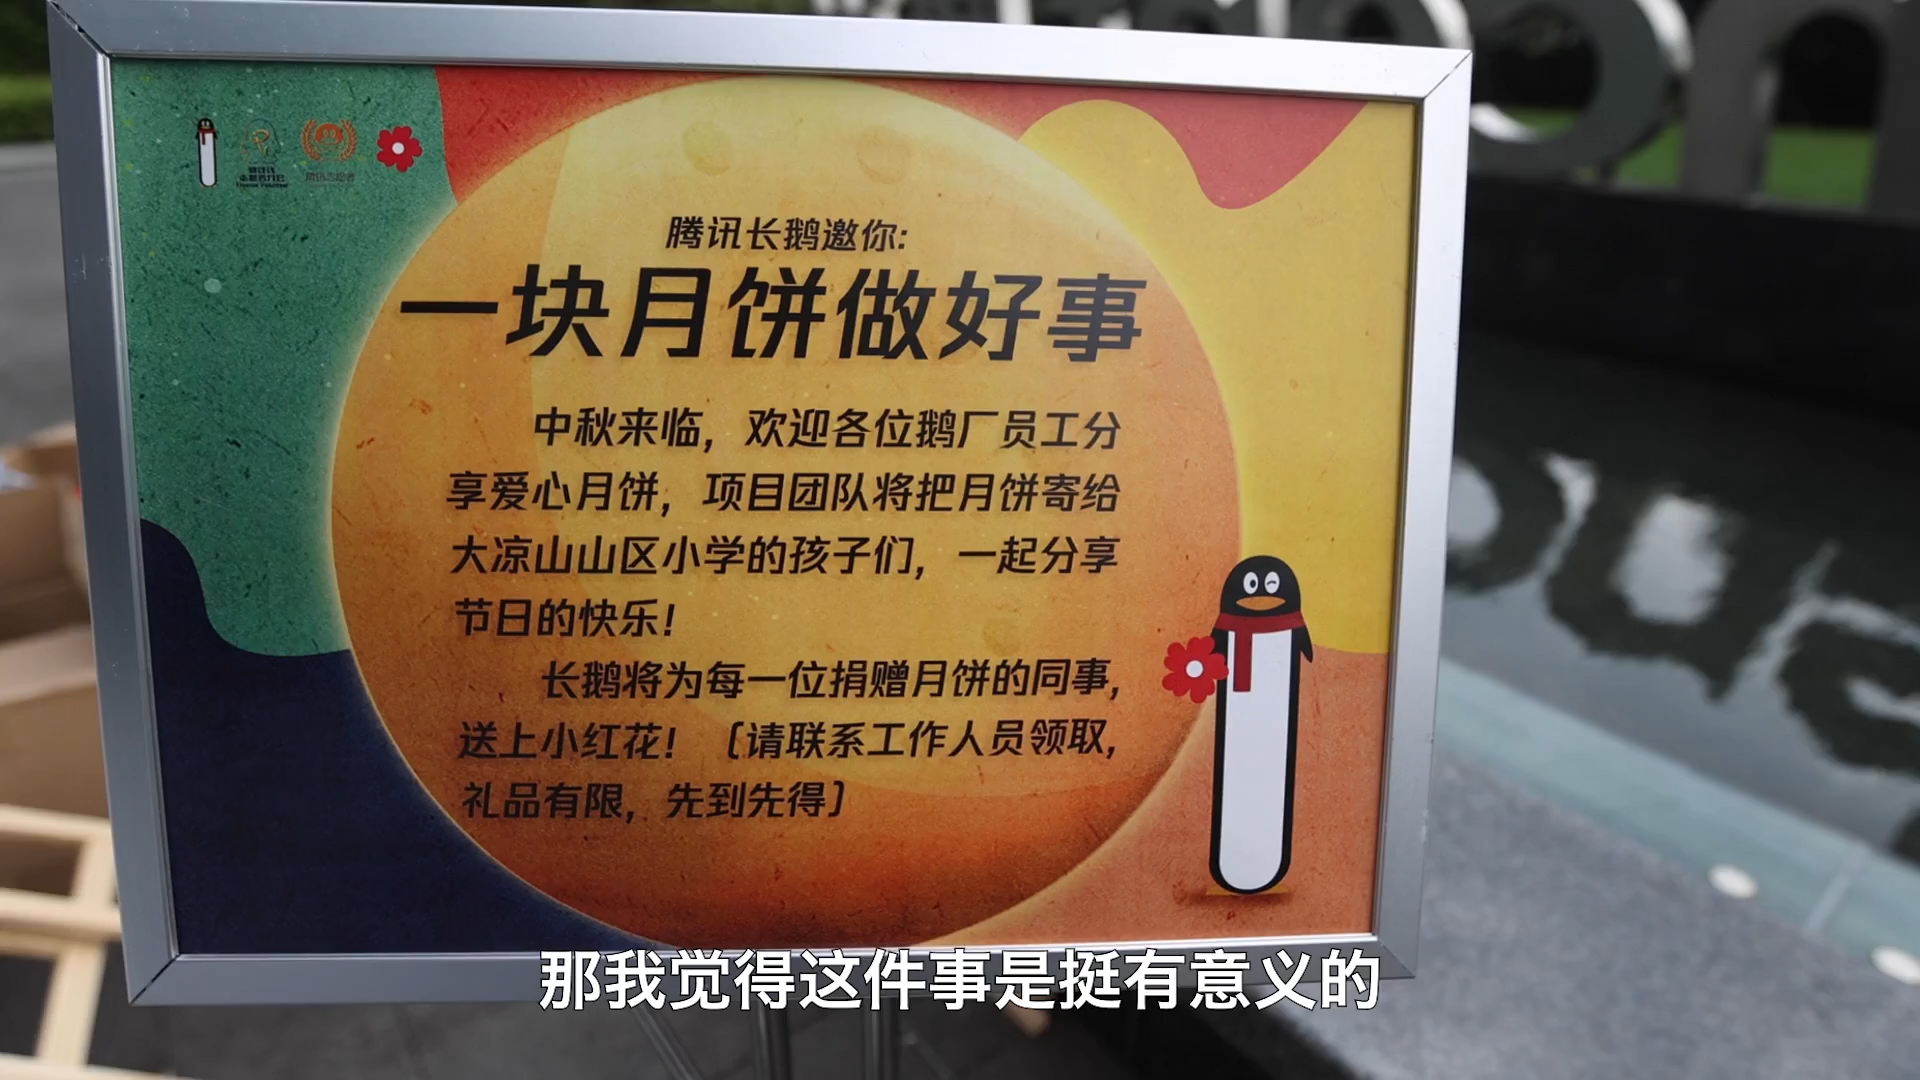 腾讯长鹅邀你:
一块月饼做好事
中秋来临，欢迎各位鹅厂员工分
享爱心月饼，项目团队将把月饼寄给
大凉山山区小学的孩子们，一起分享
节日的快乐！
长鹅将为每一位捐赠月饼的同事，
送上小红花！〔请联系工作人员领取，
礼品有限，先到先得〕
那我觉得这件事是挺有意义的